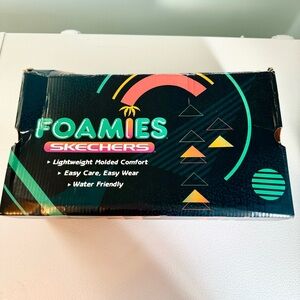 FOAMIES
SKECHERS
▸ Lightweight Molded Comfort
▸ Easy Care, Easy Wear
▸ Water Friendly